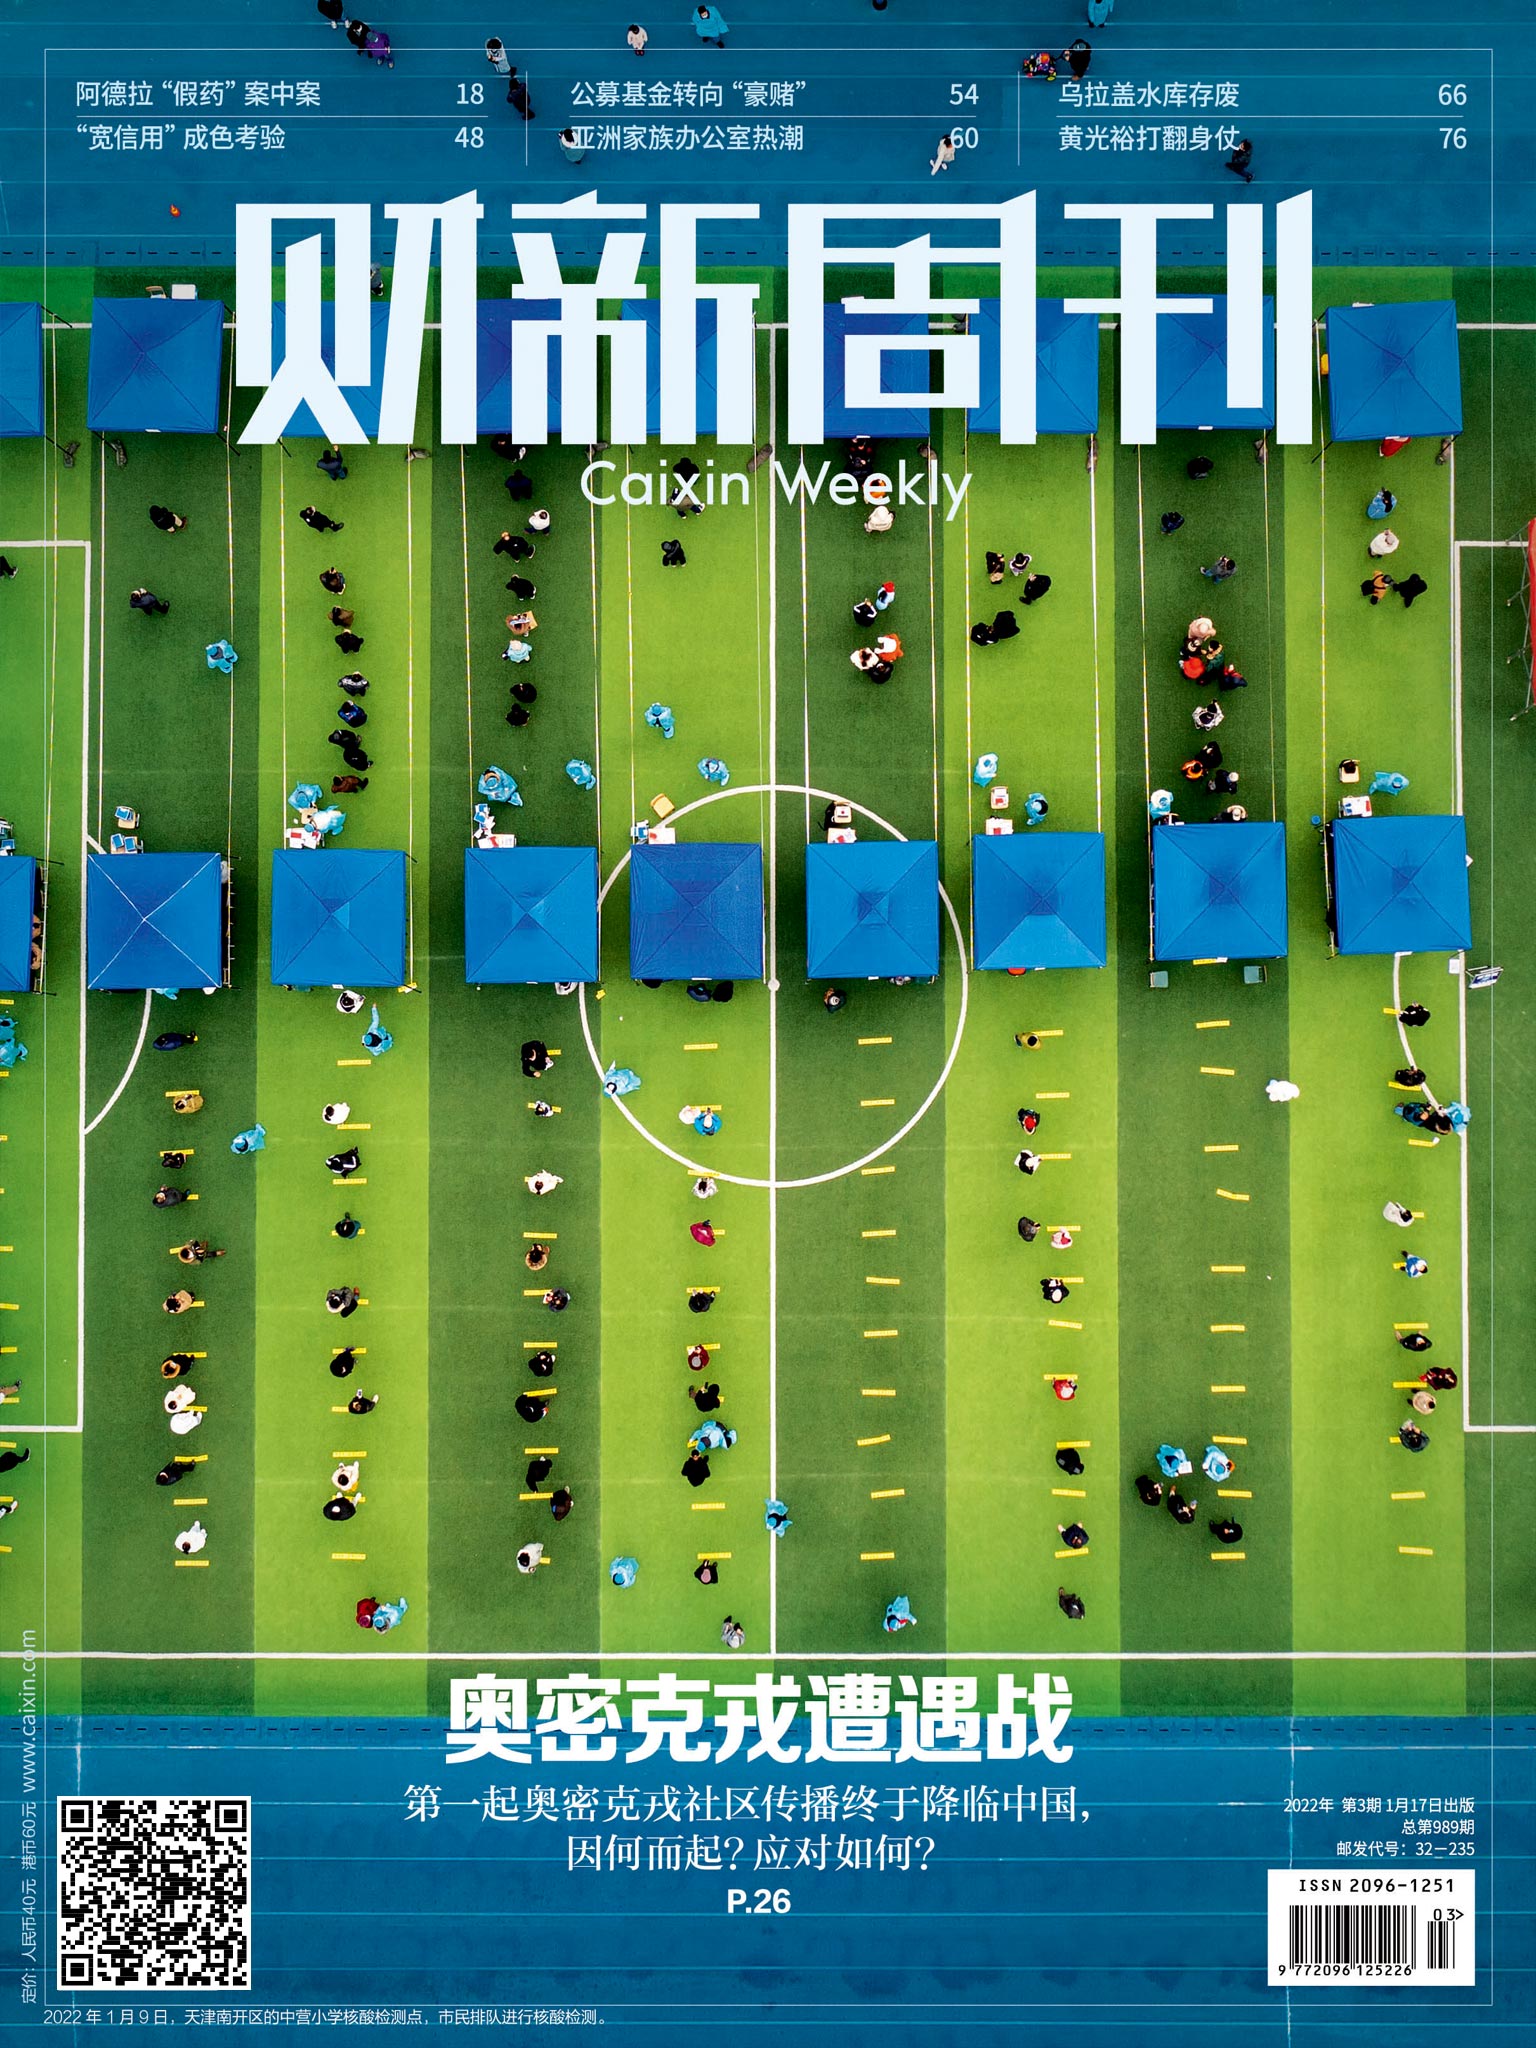 阿德拉“假药”案中案 18
“宽信用”成色考验 48
公募基金转向“豪赌” 54
亚洲家族办公室热潮 60
乌拉盖水库存废 66
黄光裕打翻身仗 76
财新周刊
Caixin Weekly
奥密克戎遭遇战
第一起奥密克戎社区传播终于降临中国，
因何而起？应对如何？
P.26
2022年 第3期 1月17日出版
总第989期
邮发代号：32-235
ISSN 2096-1251
03>
9 772096 125226
定价：人民币40元 港币60元 www.caixin.com
2022年1月9日，天津南开区的中营小学核酸检测点，市民排队进行核酸检测。